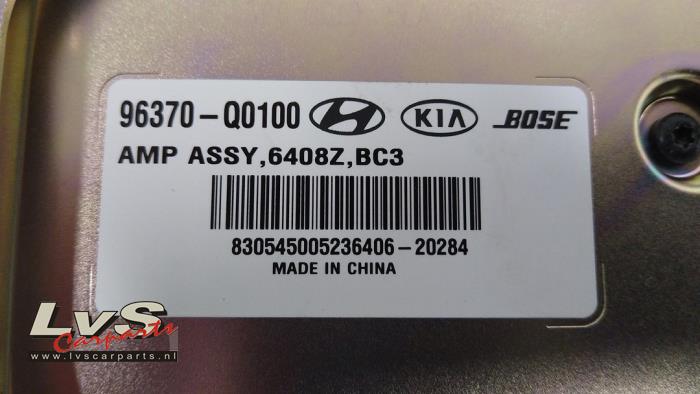 96370-Q0100 KIA BOSE
AMP ASSY,6408Z,BC3
830545005236406-20284
MADE IN CHINA
LvS
Carparts
www.lvscarparts.nl